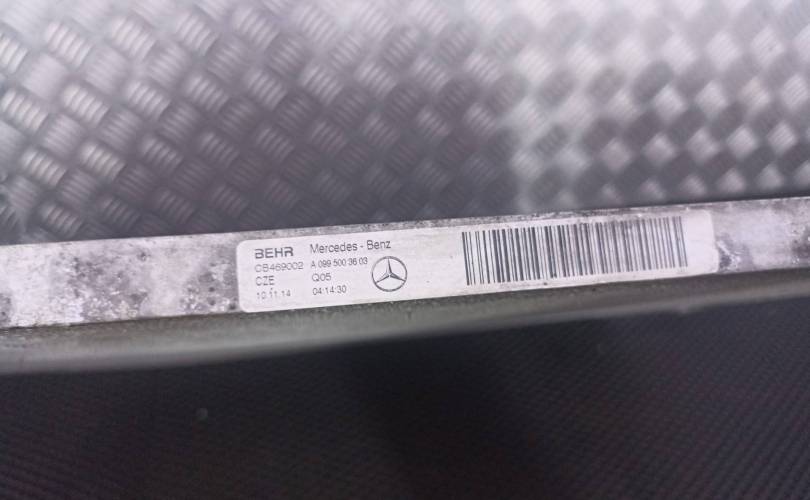 BEHR Mercedes - Benz
CB469002 A 099 500 36 03
CZE Q05
10.11.14 04:14:30